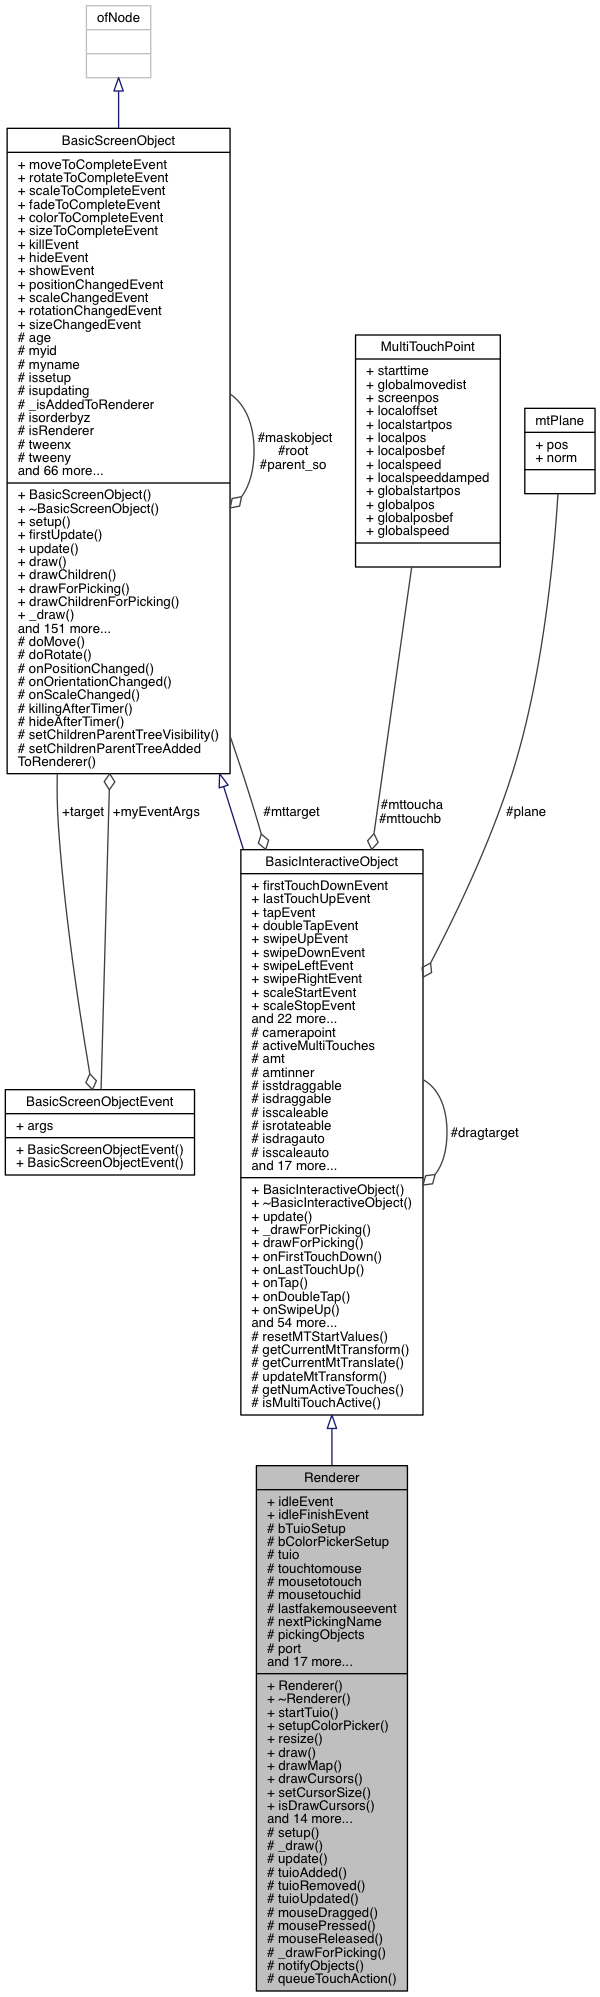 ofNode
BasicScreenObject
+ moveToCompleteEvent
+ rotateToCompleteEvent
+ scaleToCompleteEvent
+ fadeToCompleteEvent
+ colorToCompleteEvent
+ sizeToCompleteEvent
+ killEvent
+ hideEvent
+ showEvent
+ positionChangedEvent
+ scaleChangedEvent
+ rotationChangedEvent
+ sizeChangedEvent
# age
# myid
# myname
# issetup
# isupdating
# _isAddedToRenderer
# isorderbyz
# isRenderer
# tweenx
# tweeny
and 66 more...
+ BasicScreenObject()
+ ~BasicScreenObject()
+ setup()
+ firstUpdate()
+ update()
+ draw()
+ drawChildren()
+ drawForPicking()
+ drawChildrenForPicking()
+ _draw()
and 151 more...
# doMove()
# doRotate()
# onPositionChanged()
# onOrientationChanged()
# onScaleChanged()
# killingAfterTimer()
# hideAfterTimer()
# setChildrenParentTreeVisibility()
# setChildrenParentTreeAdded
ToRenderer()
#maskobject
#root
#parent_so
MultiTouchPoint
+ starttime
+ globalmovedist
+ screenpos
+ localoffset
+ localstartpos
+ localpos
+ localposbef
+ localspeed
+ localspeeddamped
+ globalstartpos
+ globalpos
+ globalposbef
+ globalspeed
mtPlane
+ pos
+ norm
+target
+myEventArgs
#mttarget
#mttoucha
#mttouchb
#plane
BasicInteractiveObject
+ firstTouchDownEvent
+ lastTouchUpEvent
+ tapEvent
+ doubleTapEvent
+ swipeUpEvent
+ swipeDownEvent
+ swipeLeftEvent
+ swipeRightEvent
+ scaleStartEvent
+ scaleStopEvent
and 22 more...
# camerapoint
# activeMultiTouches
# amt
# amtinner
# isstdraggable
# isdraggable
# isscaleable
# isrotateable
# isdragauto
# isscaleauto
and 17 more...
+ BasicInteractiveObject()
+ ~BasicInteractiveObject()
+ update()
+ _drawForPicking()
+ drawForPicking()
+ onFirstTouchDown()
+ onLastTouchUp()
+ onTap()
+ onDoubleTap()
+ onSwipeUp()
and 54 more...
# resetMTStartValues()
# getCurrentMtTransform()
# getCurrentMtTranslate()
# updateMtTransform()
# getNumActiveTouches()
# isMultiTouchActive()
#dragtarget
BasicScreenObjectEvent
+ args
+ BasicScreenObjectEvent()
+ BasicScreenObjectEvent()
Renderer
+ idleEvent
+ idleFinishEvent
# bTuioSetup
# bColorPickerSetup
# tuio
# touchtomouse
# mousetotouch
# mousetouchid
# lastfakemouseevent
# nextPickingName
# pickingObjects
# port
and 17 more...
+ Renderer()
+ ~Renderer()
+ startTuio()
+ setupColorPicker()
+ resize()
+ draw()
+ drawMap()
+ drawCursors()
+ setCursorSize()
+ isDrawCursors()
and 14 more...
# setup()
# _draw()
# update()
# tuioAdded()
# tuioRemoved()
# tuioUpdated()
# mouseDragged()
# mousePressed()
# mouseReleased()
# _drawForPicking()
# notifyObjects()
# queueTouchAction()